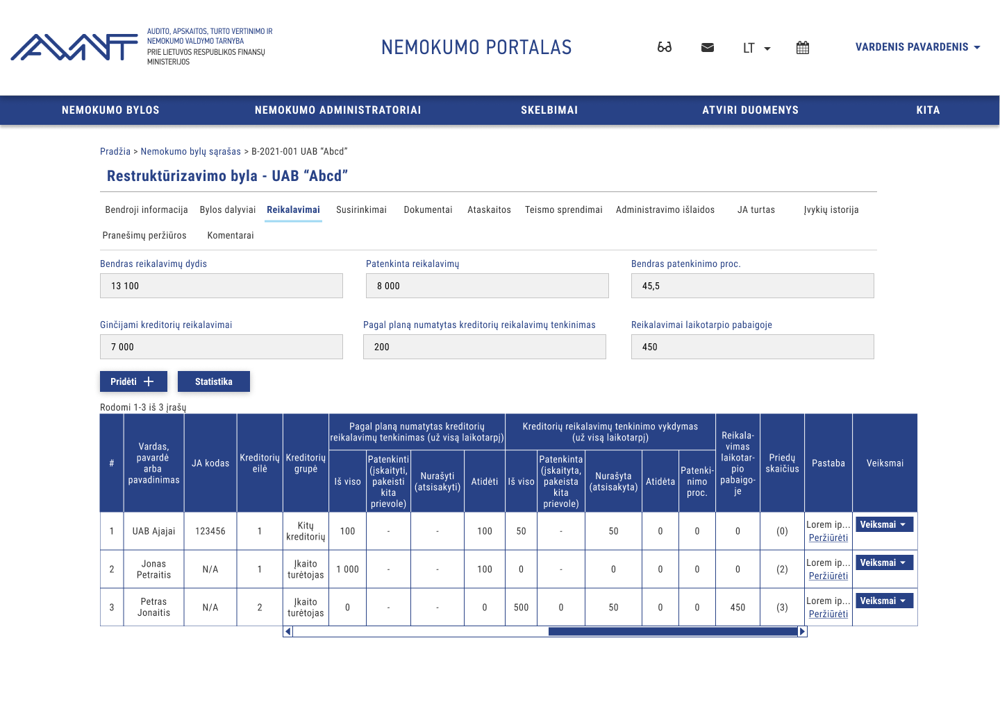 AUDITO, APSKAITOS, TURTO VERTINIMO IR
NEMOKUMO VALDYMO TARNYBA
PRIE LIETUVOS RESPUBLIKOS FINANSŲ
MINISTERIJOS
NEMOKUMO PORTALAS
LT
VARDENIS PAVARDENIS
NEMOKUMO BYLOS NEMOKUMO ADMINISTRATORIAI SKELBIMAI ATVIRI DUOMENYS KITA
Pradžia > Nemokumo bylų sąrašas > B-2021-001 UAB “Abcd”
Restruktūrizavimo byla - UAB “Abcd”
Bendroji informacija Bylos dalyviai Reikalavimai Susirinkimai Dokumentai Ataskaitos Teismo sprendimai Administravimo išlaidos JA turtas Įvykių istorija
Pranešimų peržiūros Komentarai
Bendras reikalavimų dydis Patenkinta reikalavimų Bendras patenkinimo proc.
13 100 8 000 45,5
Ginčijami kreditorių reikalavimai Pagal planą numatytas kreditorių reikalavimų tenkinimas Reikalavimai laikotarpio pabaigoje
7 000 200 450
Pridėti Statistika
Rodomi 1-3 iš 3 įrašų
#
Vardas,
pavardė
arba
pavadinimas
JA kodas
Kreditorių
eilė
Kreditorių
grupė
Pagal planą numatytas kreditorių
reikalavimų tenkinimas (už visą laikotarpį)
Iš viso
Patenkinti
(įskaityti,
pakeisti
kita
prievole)
Nurašyti
(atsisakyti)
Atidėti
Kreditorių reikalavimų tenkinimo vykdymas
(už visą laikotarpį)
Iš viso
Patenkinta
(įskaityta,
pakeista
kita
prievole)
Nurašyta
(atsisakyta)
Atidėta
Patenki-
nimo
proc.
Reikala-
vimas
laikotar-
pio
pabaigo-
je
Priedų
skaičius
Pastaba
Veiksmai
1 UAB Ajajai 123456 1 Kitų
kreditorių 100 - - 100 50 - 50 0 0 0 (0) Lorem ip...
Peržiūrėti Veiksmai
2 Jonas
Petraitis N/A 1 Įkaito
turėtojas 1 000 - - 100 0 - 0 0 0 0 (2) Lorem ip...
Peržiūrėti Veiksmai
3 Petras
Jonaitis N/A 2 Įkaito
turėtojas 0 - - 0 500 0 50 0 0 450 (3) Lorem ip...
Peržiūrėti Veiksmai